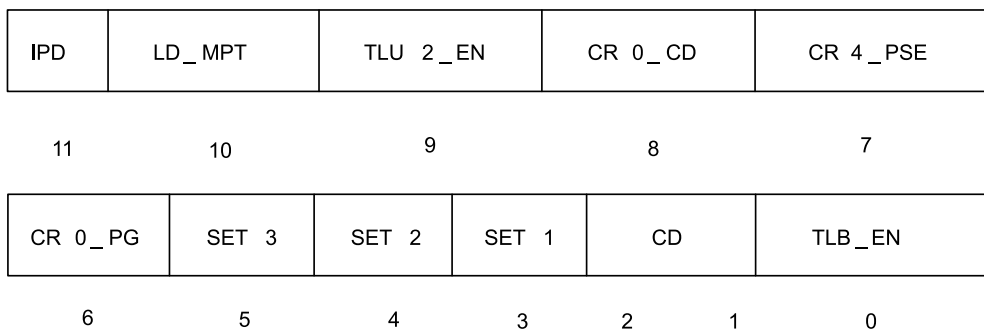 IPD LD_MPT TLU 2_EN CR 0_CD CR 4_PSE
11 10 9 8 7
CR 0_PG SET 3 SET 2 SET 1 CD TLB_EN
6 5 4 3 2 1 0